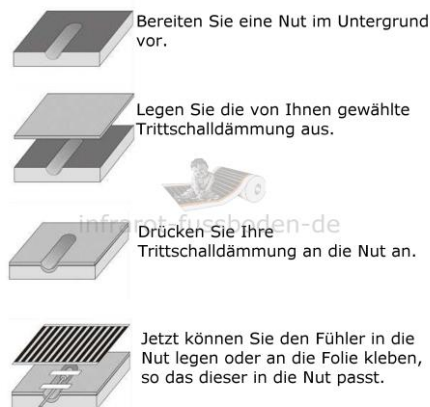 Bereiten Sie eine Nut im Untergrund
vor.
Legen Sie die von Ihnen gewählte
Trittschalldämmung aus.
infrarot-fussboden-de
Drücken Sie Ihre
Trittschalldämmung an die Nut an.
Jetzt können Sie den Fühler in die
Nut legen oder an die Folie kleben,
so das dieser in die Nut passt.